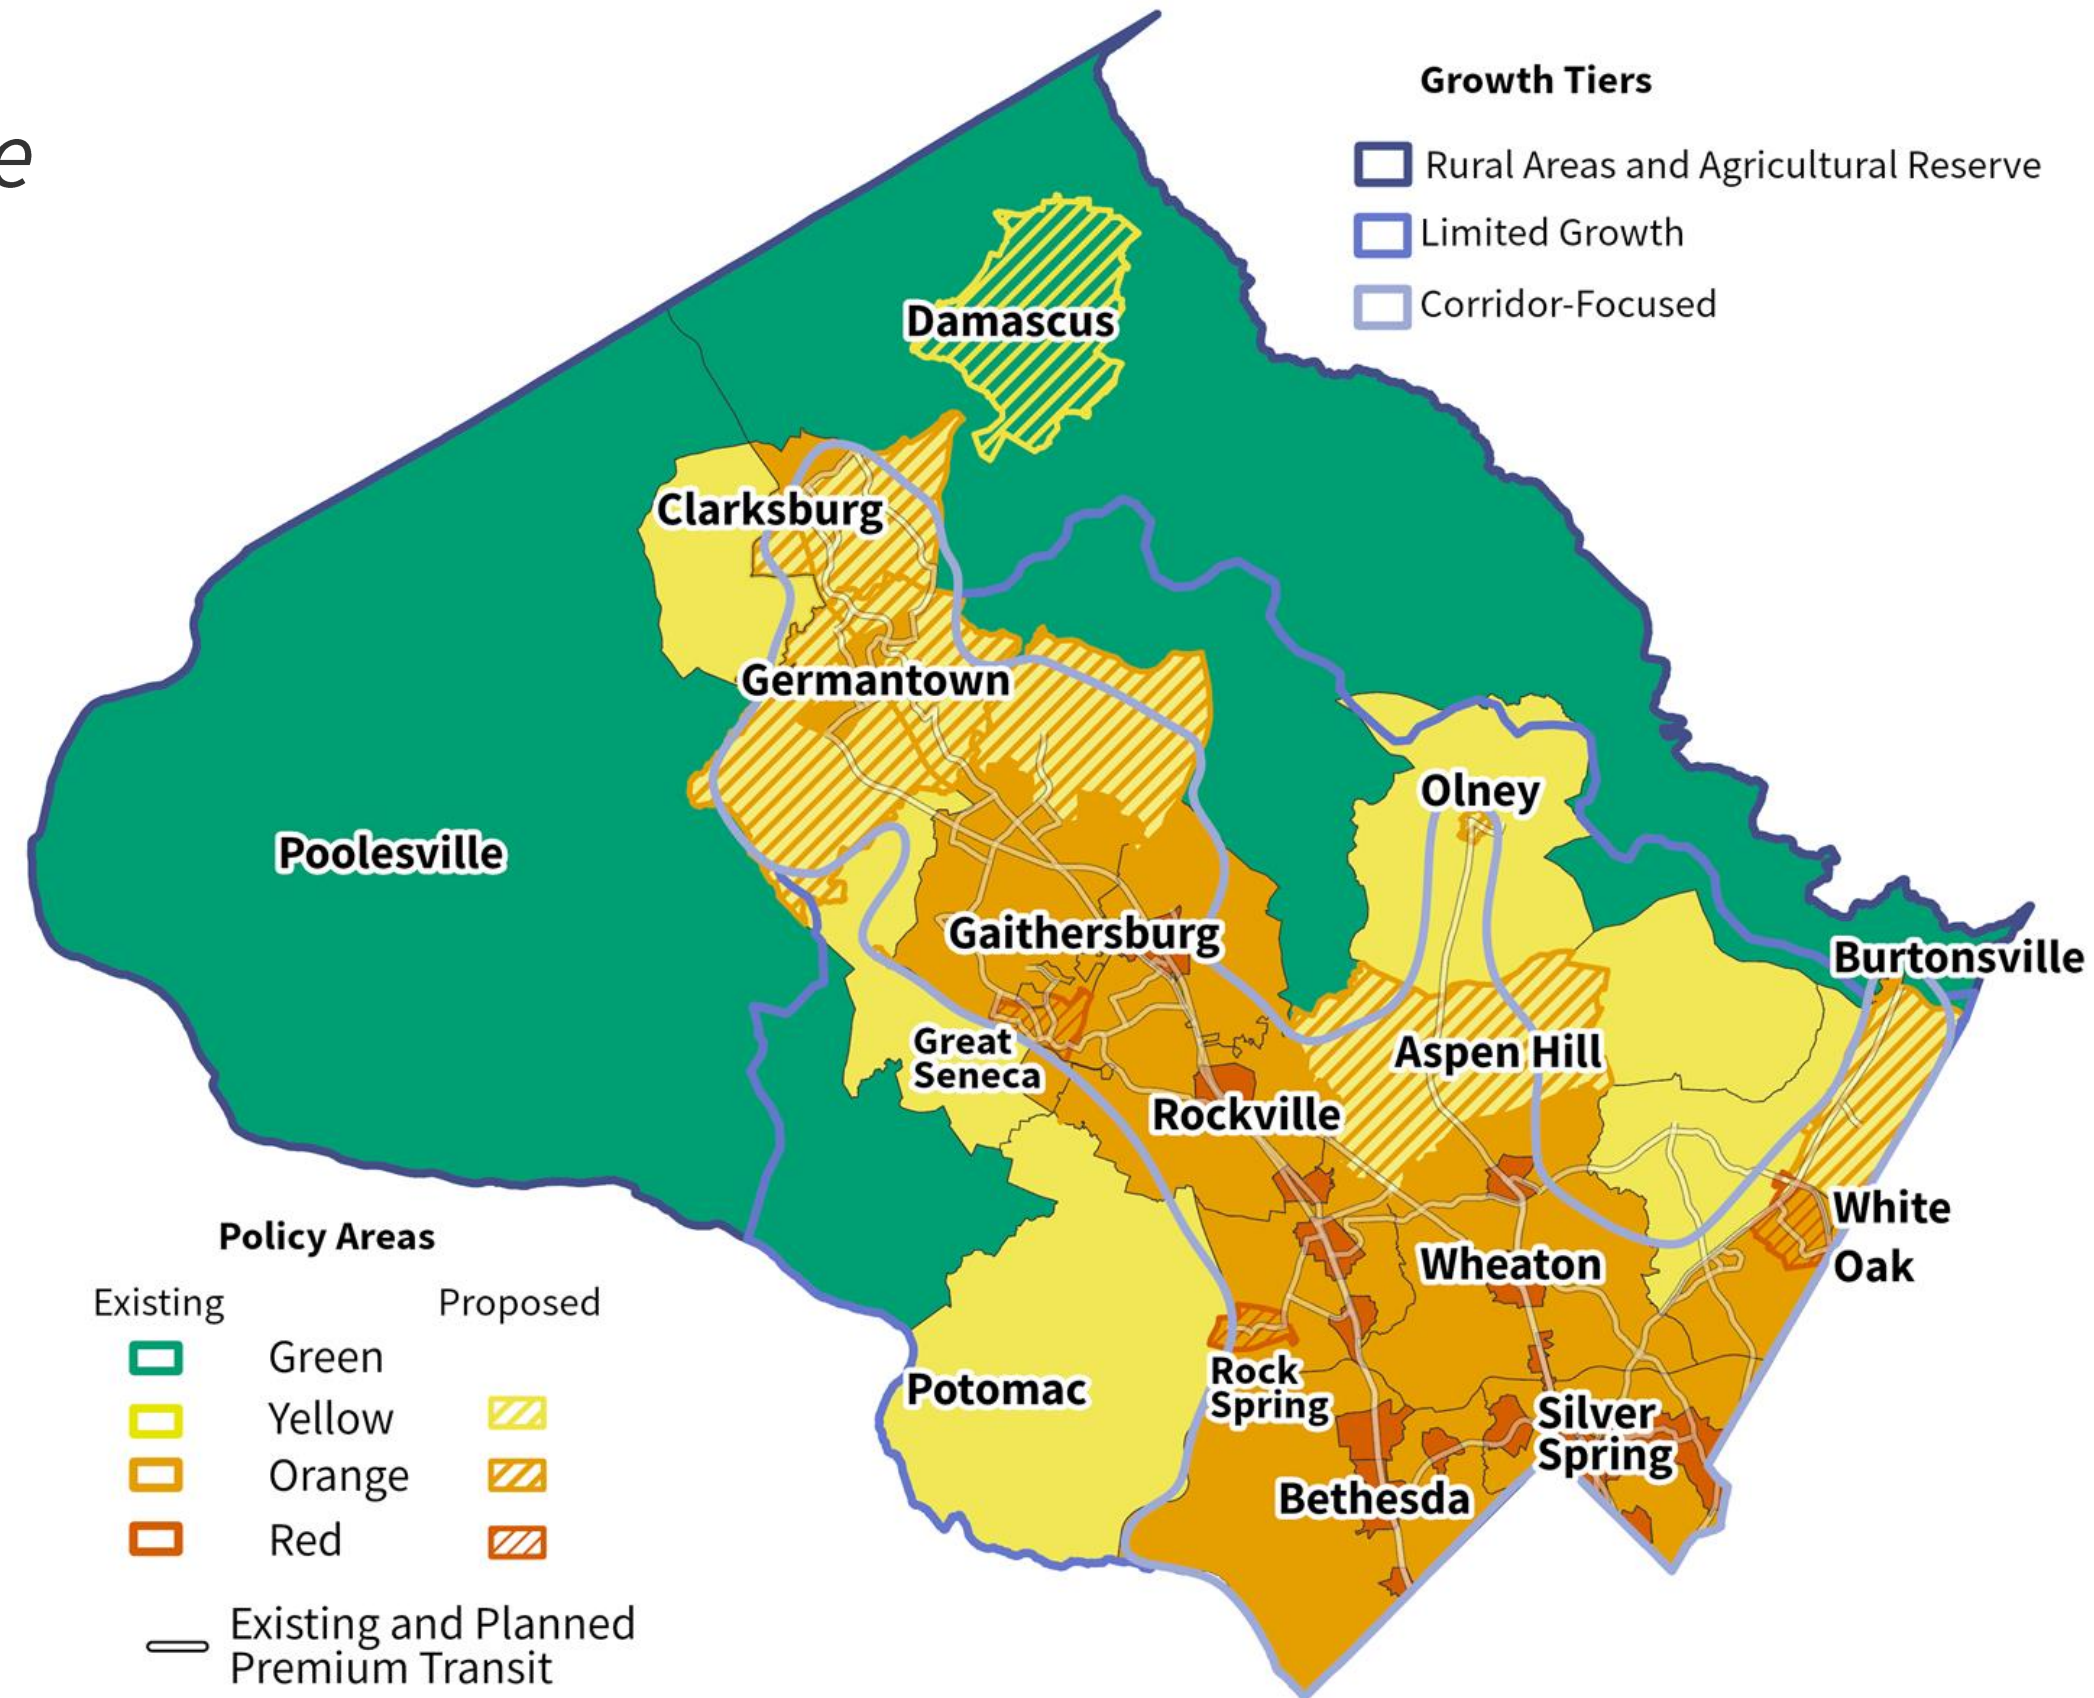 e
Growth Tiers
Rural Areas and Agricultural Reserve
Limited Growth
Corridor-Focused
Damascus
Clarksburg
Germantown
Olney
Poolesville
Gaithersburg
Burtonsville
Great
Seneca
Aspen Hill
Rockville
White
Oak
Wheaton
Potomac
Rock
Spring
Silver
Spring
Bethesda
Policy Areas
Existing
Proposed
Green
Yellow
Orange
Red
Existing and Planned
Premium Transit